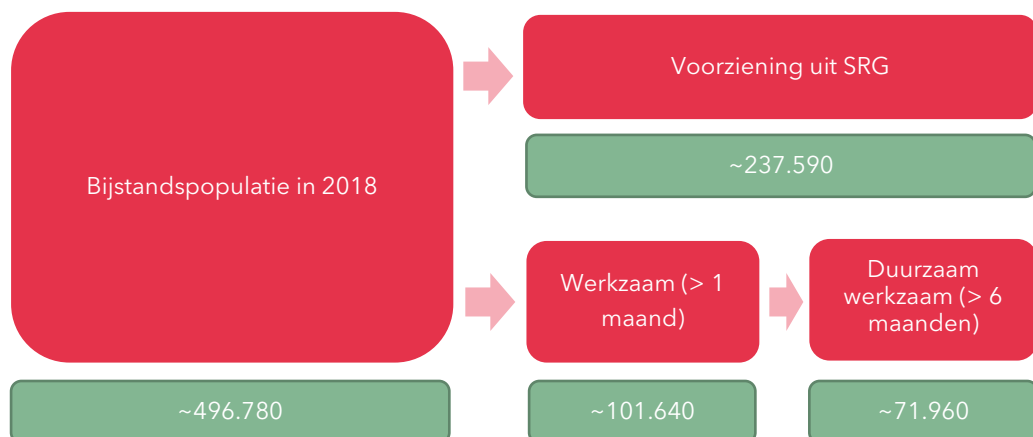 Bijstandspopulatie in 2018
~496.780
Voorziening uit SRG
~237.590
Werkzaam (> 1
maand)
~101.640
Duurzaam
werkzaam (> 6
maanden)
~71.960